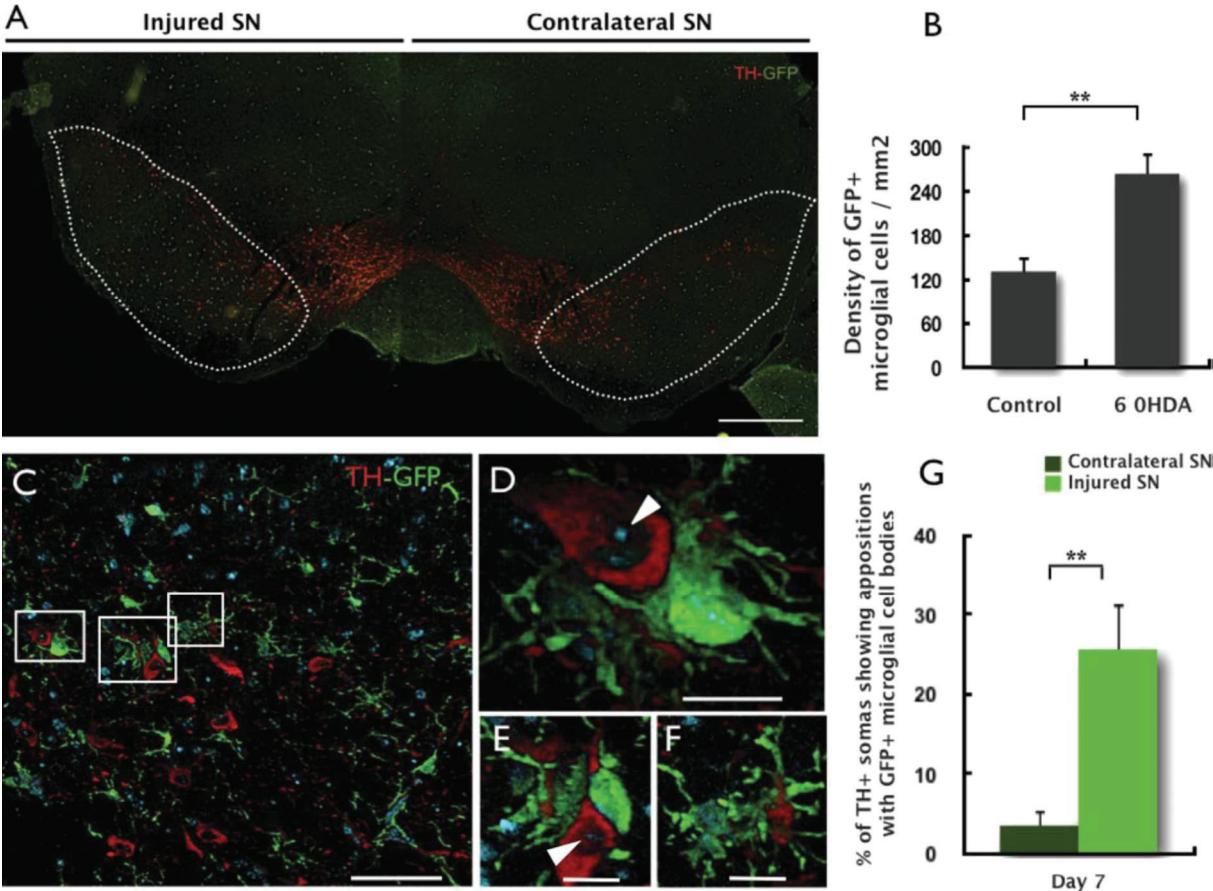 A
Injured SN
Contralateral SN
TH-GFP
B
**
Density of GFP+
microglial cells / mm2
300
240
180
120
60
0
Control
6 0HDA
C
TH-GFP
D
E
F
G
Contralateral SN
Injured SN
% of TH+ somas showing appositions
with GFP+ microglial cell bodies
40
30
20
10
0
**
Day 7